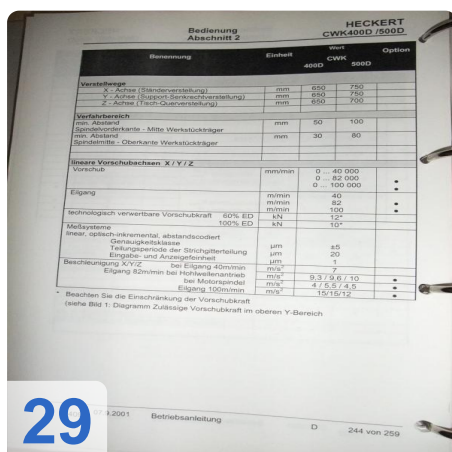 Bedienung
Abschnitt 2
HECKERT
CWK400D /500D
Benennung Einheit Wert Option
CWK
400D 500D
Verstellwege
X - Achse (Ständerverstellung) mm 650 750
Y - Achse (Support-Senkrechtverstellung) mm 650 750
Z - Achse (Tisch-Querverstellung) mm 650 700
Verfahrbereich
min. Abstand mm 50 100
Spindelvorderkante - Mitte Werkstückträger
min. Abstand mm 30 80
Spindelmitte - Oberkante Werkstückträger
lineare Vorschubachsen X / Y / Z
Vorschub mm/min 0 ... 40 000
0 ... 82 000 •
0 ... 100 000 •
Eilgang m/min 40
m/min 82 •
m/min 100 •
technologisch verwertbare Vorschubkraft 60% ED kN 12*
100% ED kN 10*
Meßsysteme
linear, optisch-inkremental, abstandscodiert
Genauigkeitsklasse µm ±5
Teilungsperiode der Strichgitterteilung µm 20
Eingabe- und Anzeigefeinheit µm 1
Beschleunigung X/Y/Z bei Eilgang 40m/min m/s² 7
Eilgang 82m/min bei Hohlwellenantrieb m/s² 9,3 / 9,6 / 10 •
bei Motorspindel m/s² 4 / 5,5 / 4,5 •
Eilgang 100m/min m/s² 15/15/12 •
* Beachten Sie die Einschränkung der Vorschubkraft
(siehe Bild 1: Diagramm Zulässige Vorschubkraft im oberen Y-Bereich
29
.2001 Betriebsanleitung D 244 von 259